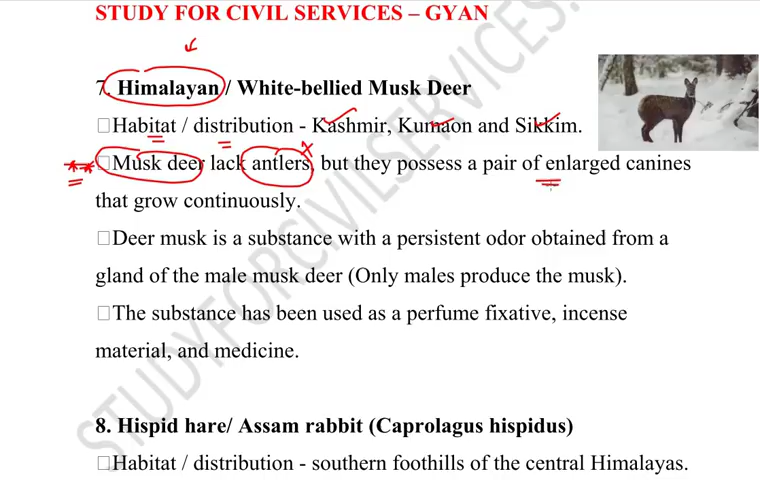 STUDY FOR CIVIL SERVICES – GYAN
7. Himalayan / White-bellied Musk Deer
Habitat / distribution - Kashmir, Kumaon and Sikkim.
Musk deer lack antlers, but they possess a pair of enlarged canines
that grow continuously.
Deer musk is a substance with a persistent odor obtained from a
gland of the male musk deer (Only males produce the musk).
The substance has been used as a perfume fixative, incense
material, and medicine.
8. Hispid hare/ Assam rabbit (Caprolagus hispidus)
Habitat / distribution - southern foothills of the central Himalayas.
STUDYFORCIVILSERVICES.